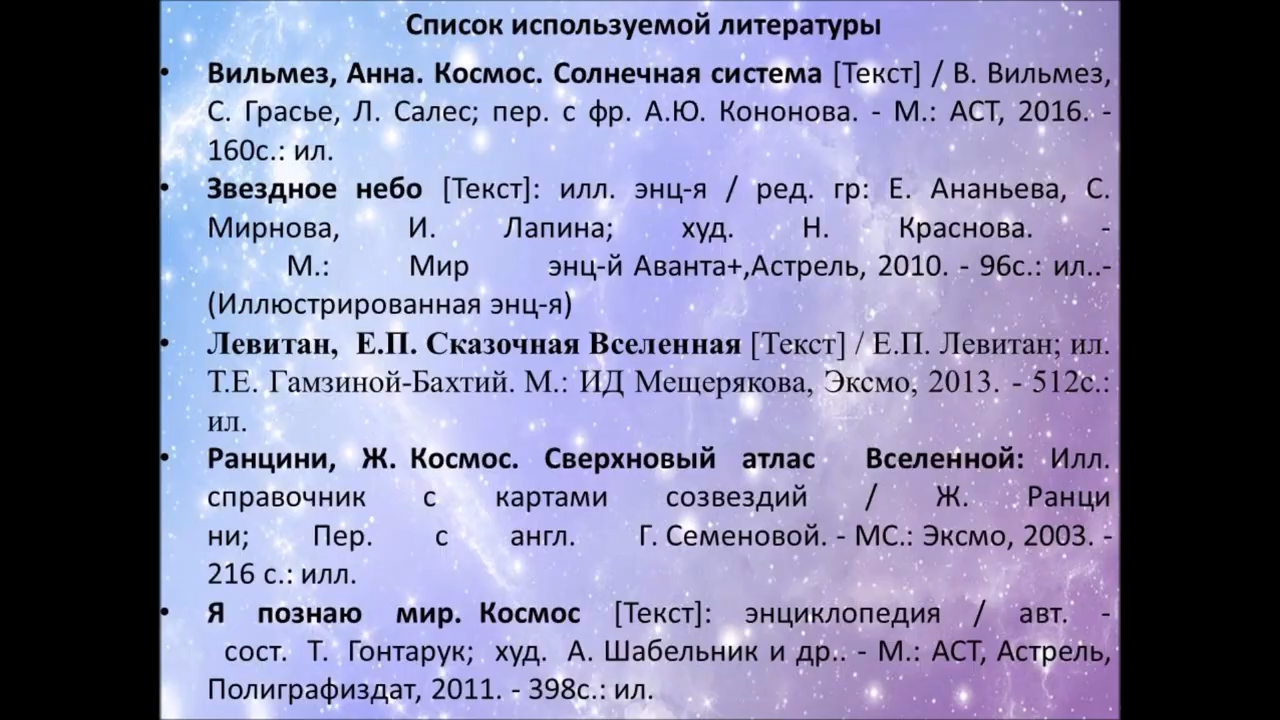 Список используемой литературы
• Вильмез, Анна. Космос. Солнечная система [Текст] / В. Вильмез,
С. Грасье, Л. Салес; пер. с фр. А.Ю. Кононова. - М.: АСТ, 2016. -
160с.: ил.
• Звездное небо [Текст]: илл. энц-я / ред. гр: Е. Ананьева, С.
Мирнова, И. Лапина; худ. Н. Краснова. -
М.: Мир энц-й Аванта+,Астрель, 2010. - 96с.: ил..-
(Иллюстрированная энц-я)
• Левитан, Е.П. Сказочная Вселенная [Текст] / Е.П. Левитан; ил.
Т.Е. Гамзиной-Бахтий. М.: ИД Мещерякова, Эксмо, 2013. - 512с.:
ил.
• Ранцини, Ж. Космос. Сверхновый атлас Вселенной: Илл.
справочник с картами созвездий / Ж. Ранци
ни; Пер. с англ. Г. Семеновой. - МС.: Эксмо, 2003. -
216 с.: илл.
• Я познаю мир. Космос [Текст]: энциклопедия / авт. -
сост. Т. Гонтарук; худ. А. Шабельник и др.. - М.: АСТ, Астрель,
Полиграфиздат, 2011. - 398с.: ил.